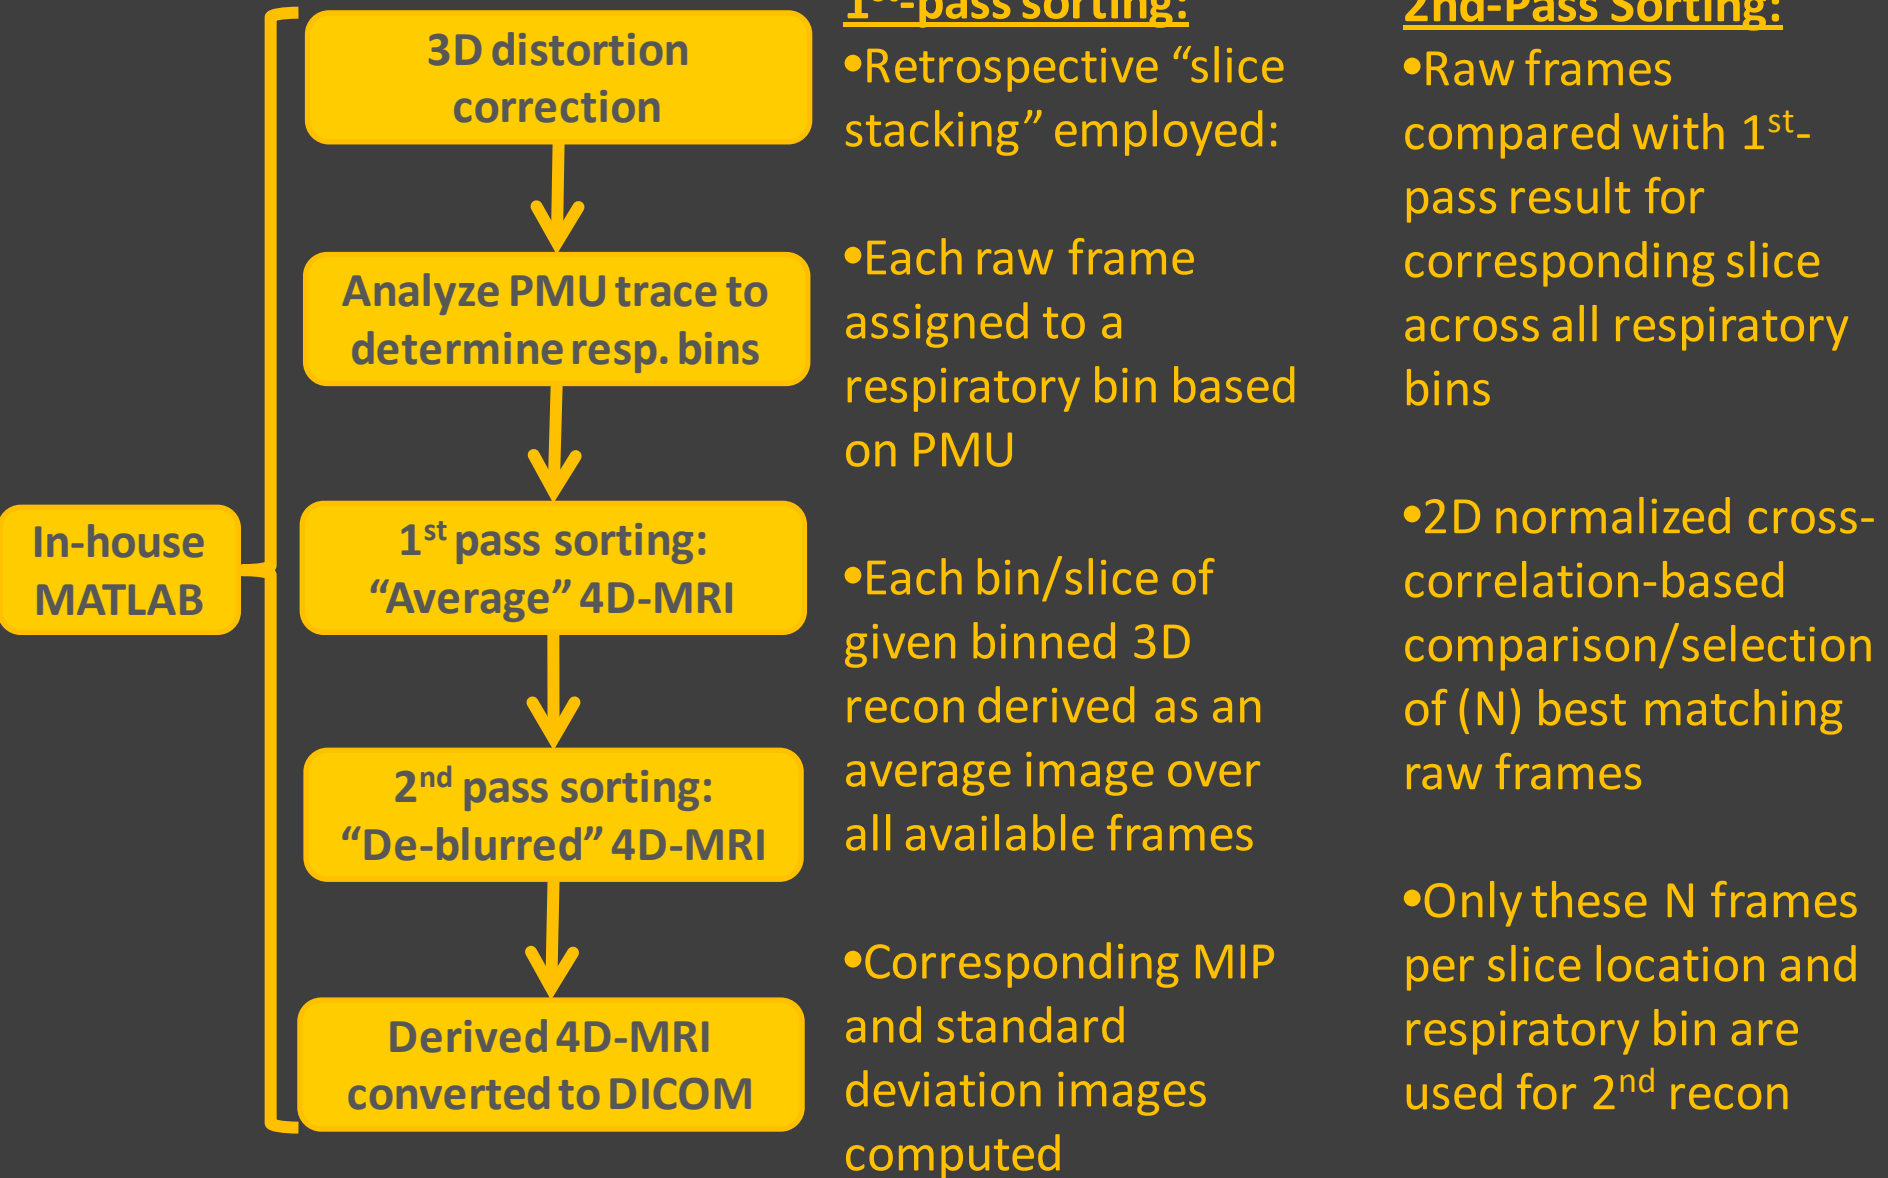 3D distortion
correction
Analyze PMU trace to
determine resp. bins
In-house
MATLAB
1st pass sorting:
“Average” 4D-MRI
2nd pass sorting:
“De-blurred” 4D-MRI
Derived 4D-MRI
converted to DICOM
1st-pass sorting:
•Retrospective “slice
stacking” employed:
•Each raw frame
assigned to a
respiratory bin based
on PMU
•Each bin/slice of
given binned 3D
recon derived as an
average image over
all available frames
•Corresponding MIP
and standard
deviation images
computed
2nd-Pass Sorting:
•Raw frames
compared with 1st-
pass result for
corresponding slice
across all respiratory
bins
•2D normalized cross-
correlation-based
comparison/selection
of (N) best matching
raw frames
•Only these N frames
per slice location and
respiratory bin are
used for 2nd recon